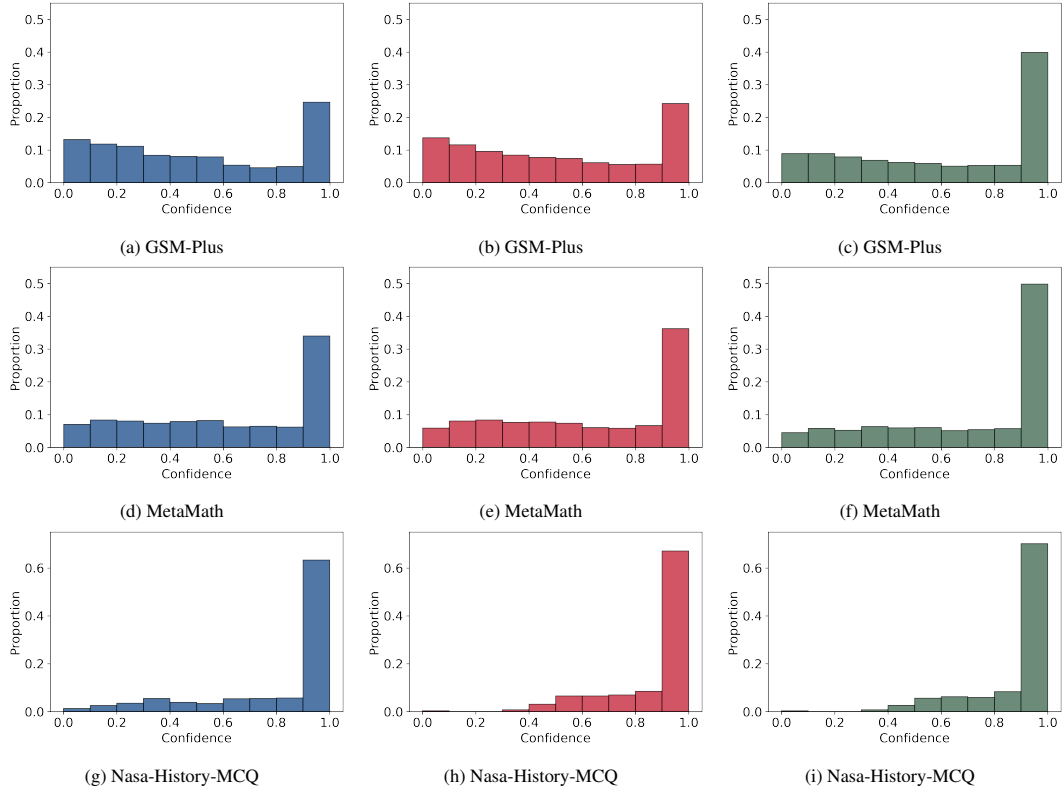 0.5 0.5 0.5
0.4 0.4 0.4
0.3 0.3 0.3
0.2 0.2 0.2
0.1 0.1 0.1
0.0 0.0 0.0
Proportion Proportion Proportion
0.0 0.2 0.4 0.6 0.8 1.0 0.0 0.2 0.4 0.6 0.8 1.0 0.0 0.2 0.4 0.6 0.8 1.0
Confidence Confidence Confidence
(a) GSM-Plus (b) GSM-Plus (c) GSM-Plus
0.5 0.5 0.5
0.4 0.4 0.4
0.3 0.3 0.3
0.2 0.2 0.2
0.1 0.1 0.1
0.0 0.0 0.0
Proportion Proportion Proportion
0.0 0.2 0.4 0.6 0.8 1.0 0.0 0.2 0.4 0.6 0.8 1.0 0.0 0.2 0.4 0.6 0.8 1.0
Confidence Confidence Confidence
(d) MetaMath (e) MetaMath (f) MetaMath
0.6 0.6 0.6
0.4 0.4 0.4
0.2 0.2 0.2
0.0 0.0 0.0
Proportion Proportion Proportion
0.0 0.2 0.4 0.6 0.8 1.0 0.0 0.2 0.4 0.6 0.8 1.0 0.0 0.2 0.4 0.6 0.8 1.0
Confidence Confidence Confidence
(g) Nasa-History-MCQ (h) Nasa-History-MCQ (i) Nasa-History-MCQ